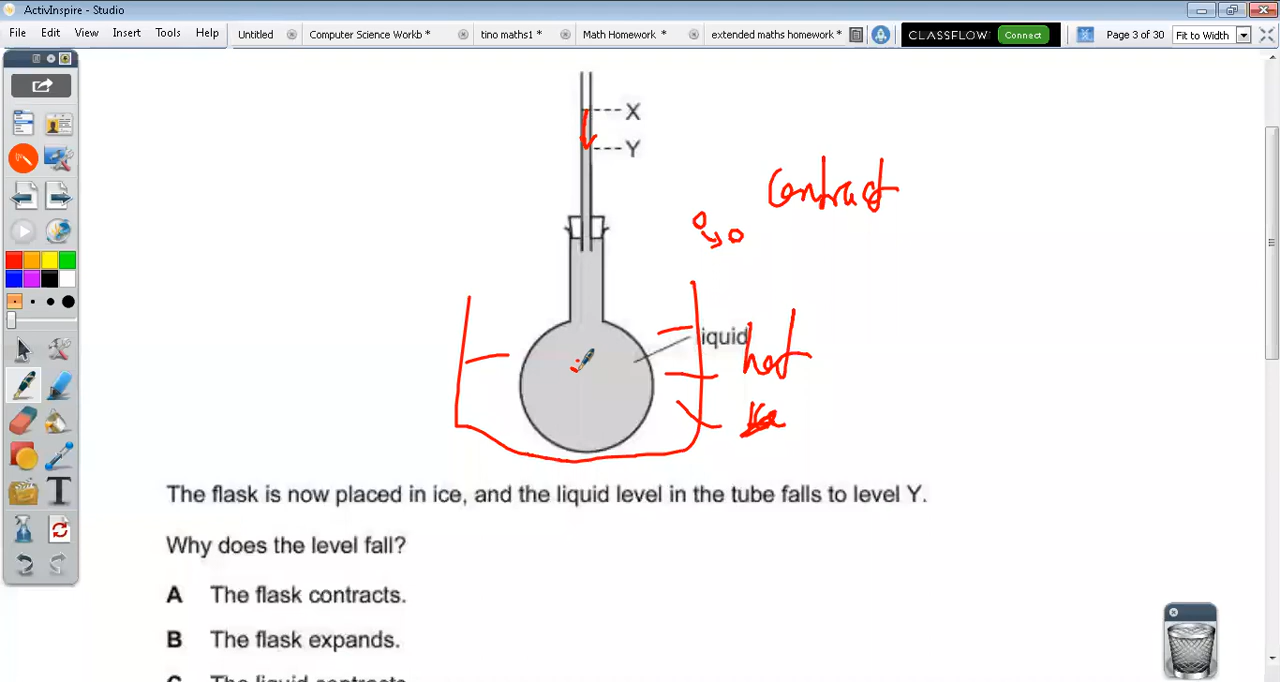 ActivInspire - Studio
File Edit View Insert Tools Help
Untitled
Computer Science Workb *
tino maths1 *
Math Homework *
extended maths homework *
CLASSFLOW Connect
Page 3 of 30
Fit to Width
X
Y
contract
liquid
hot
The flask is now placed in ice, and the liquid level in the tube falls to level Y.
Why does the level fall?
A The flask contracts.
B The flask expands.
C The liquid contracts
T